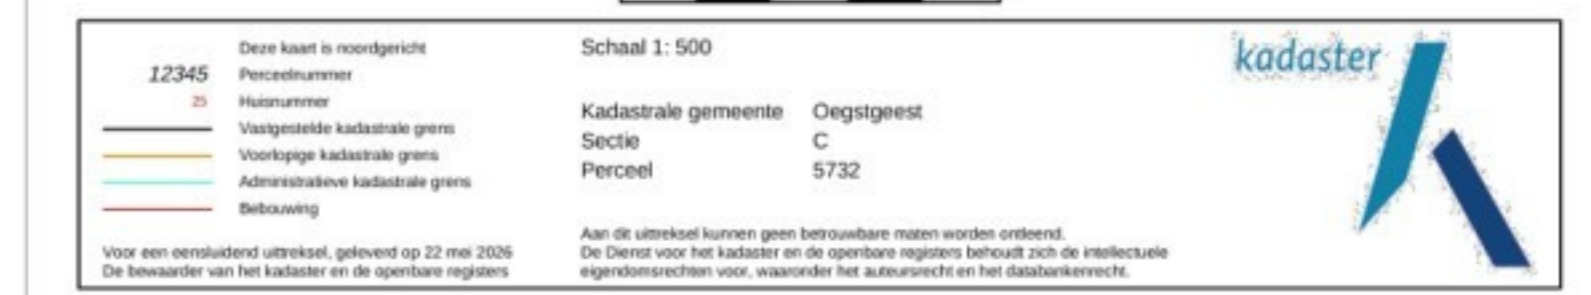 Deze kaart is noordgericht
12345 Perceelnummer
25 Huisnummer
Vastgestelde kadastrale grens
Voorlopige kadastrale grens
Administratieve kadastrale grens
Bebouwing
Voor een eensluidend uittreksel, geleverd op 22 mei 2026
De bewaarder van het kadaster en de openbare registers
Schaal 1: 500
Kadastrale gemeente Oegstgeest
Sectie C
Perceel 5732
Aan dit uittreksel kunnen geen betrouwbare maten worden ontleend.
De Dienst voor het kadaster en de openbare registers behoudt zich de intellectuele
eigendomsrechten voor, waaronder het auteursrecht en het databankenrecht.
kadaster